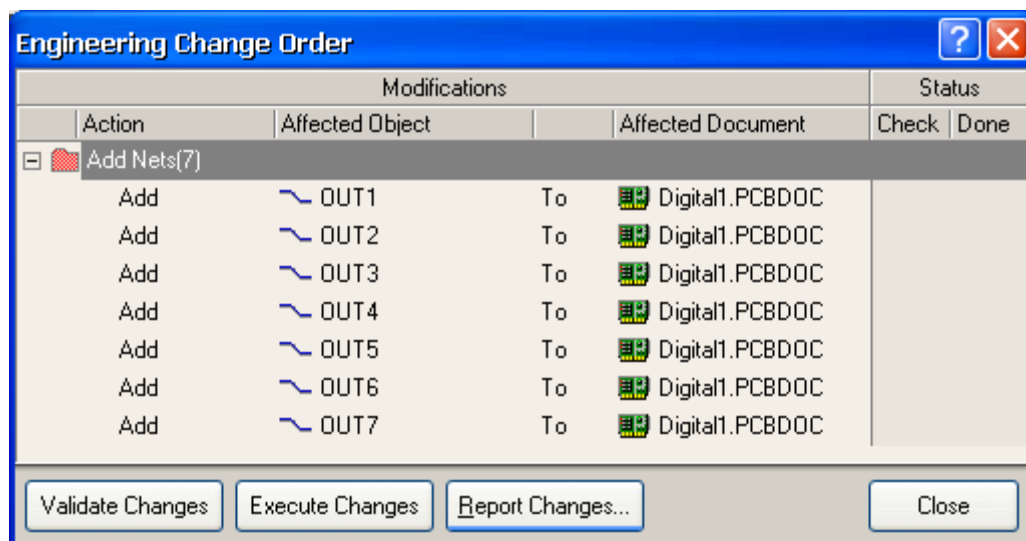 Engineering Change Order
Modifications Status
Action Affected Object Affected Document Check Done
Add Nets(7)
Add OUT1 To Digital1.PCBDOC
Add OUT2 To Digital1.PCBDOC
Add OUT3 To Digital1.PCBDOC
Add OUT4 To Digital1.PCBDOC
Add OUT5 To Digital1.PCBDOC
Add OUT6 To Digital1.PCBDOC
Add OUT7 To Digital1.PCBDOC
Validate Changes Execute Changes Report Changes... Close